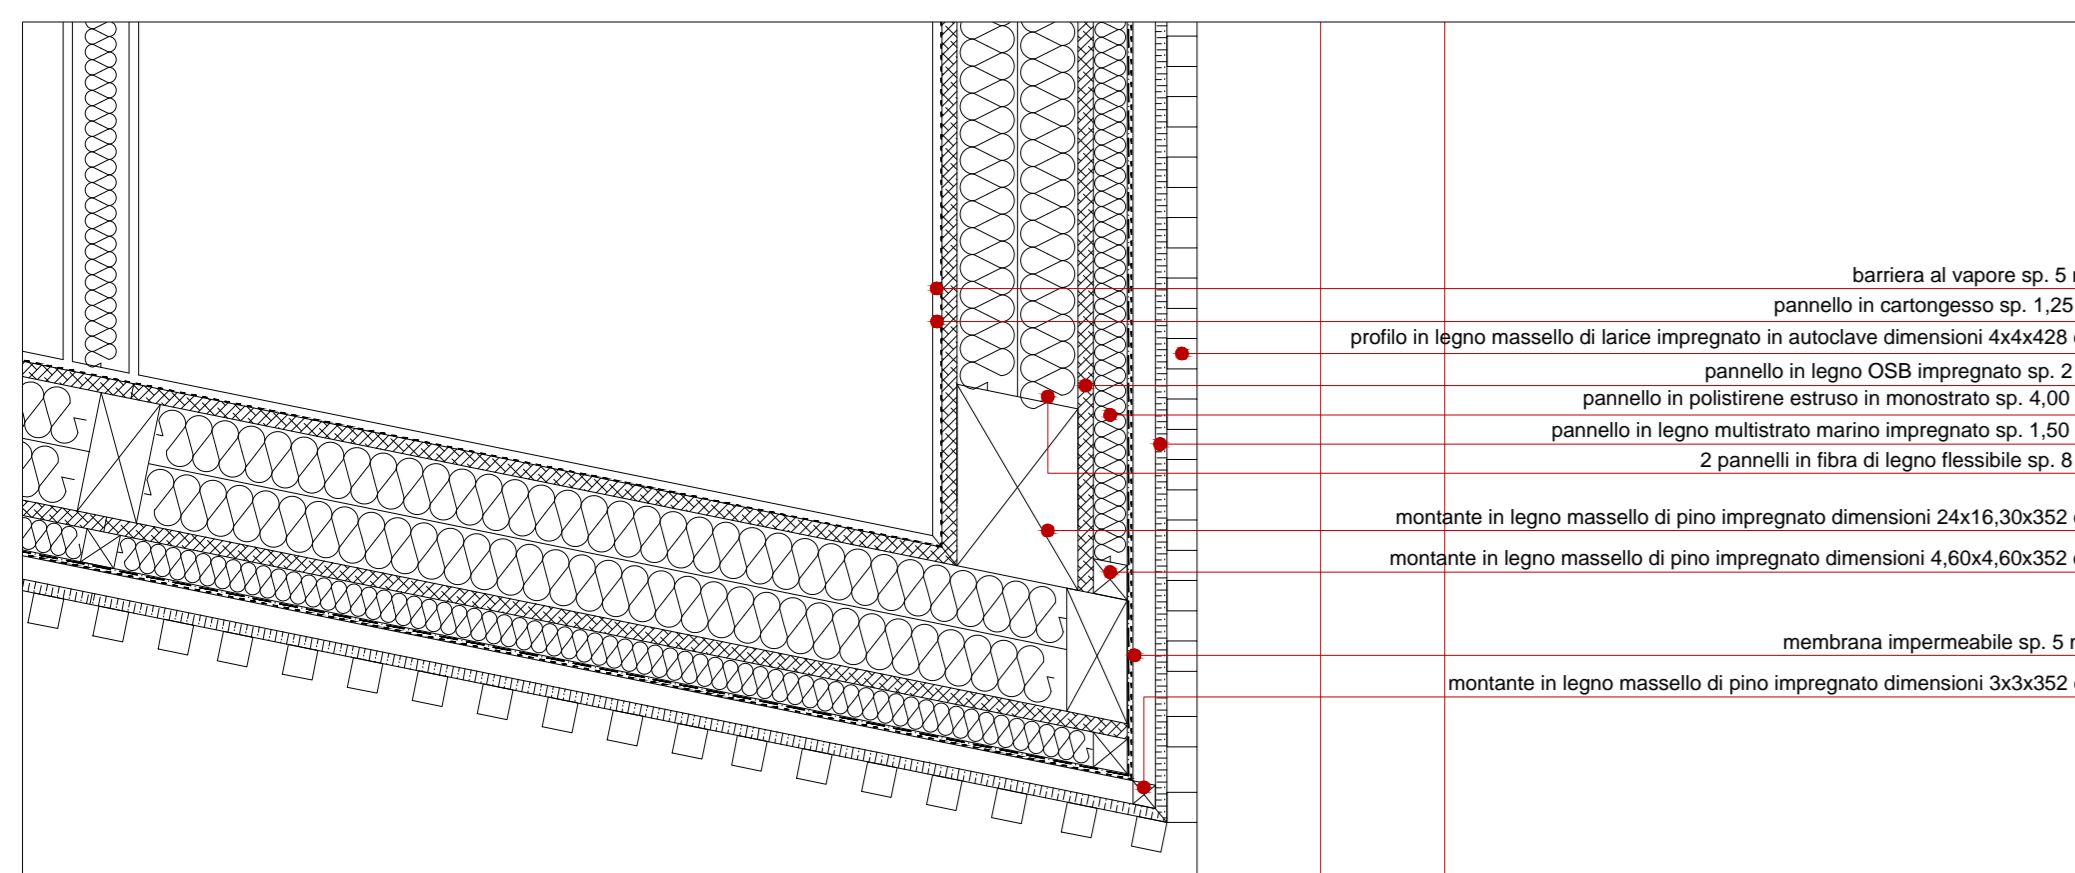 barriera al vapore sp. 5
pannello in cartongesso sp. 1,25
profilo in legno massello di larice impregnato in autoclave dimensioni 4x4x428
pannello in legno OSB impregnato sp. 2
pannello in polistirene estruso in monostrato sp. 4,00
pannello in legno multistrato marino impregnato sp. 1,50
2 pannelli in fibra di legno flessibile sp. 8
montante in legno massello di pino impregnato dimensioni 24x16,30x352
montante in legno massello di pino impregnato dimensioni 4,60x4,60x352
membrana impermeabile sp. 5
montante in legno massello di pino impregnato dimensioni 3x3x352